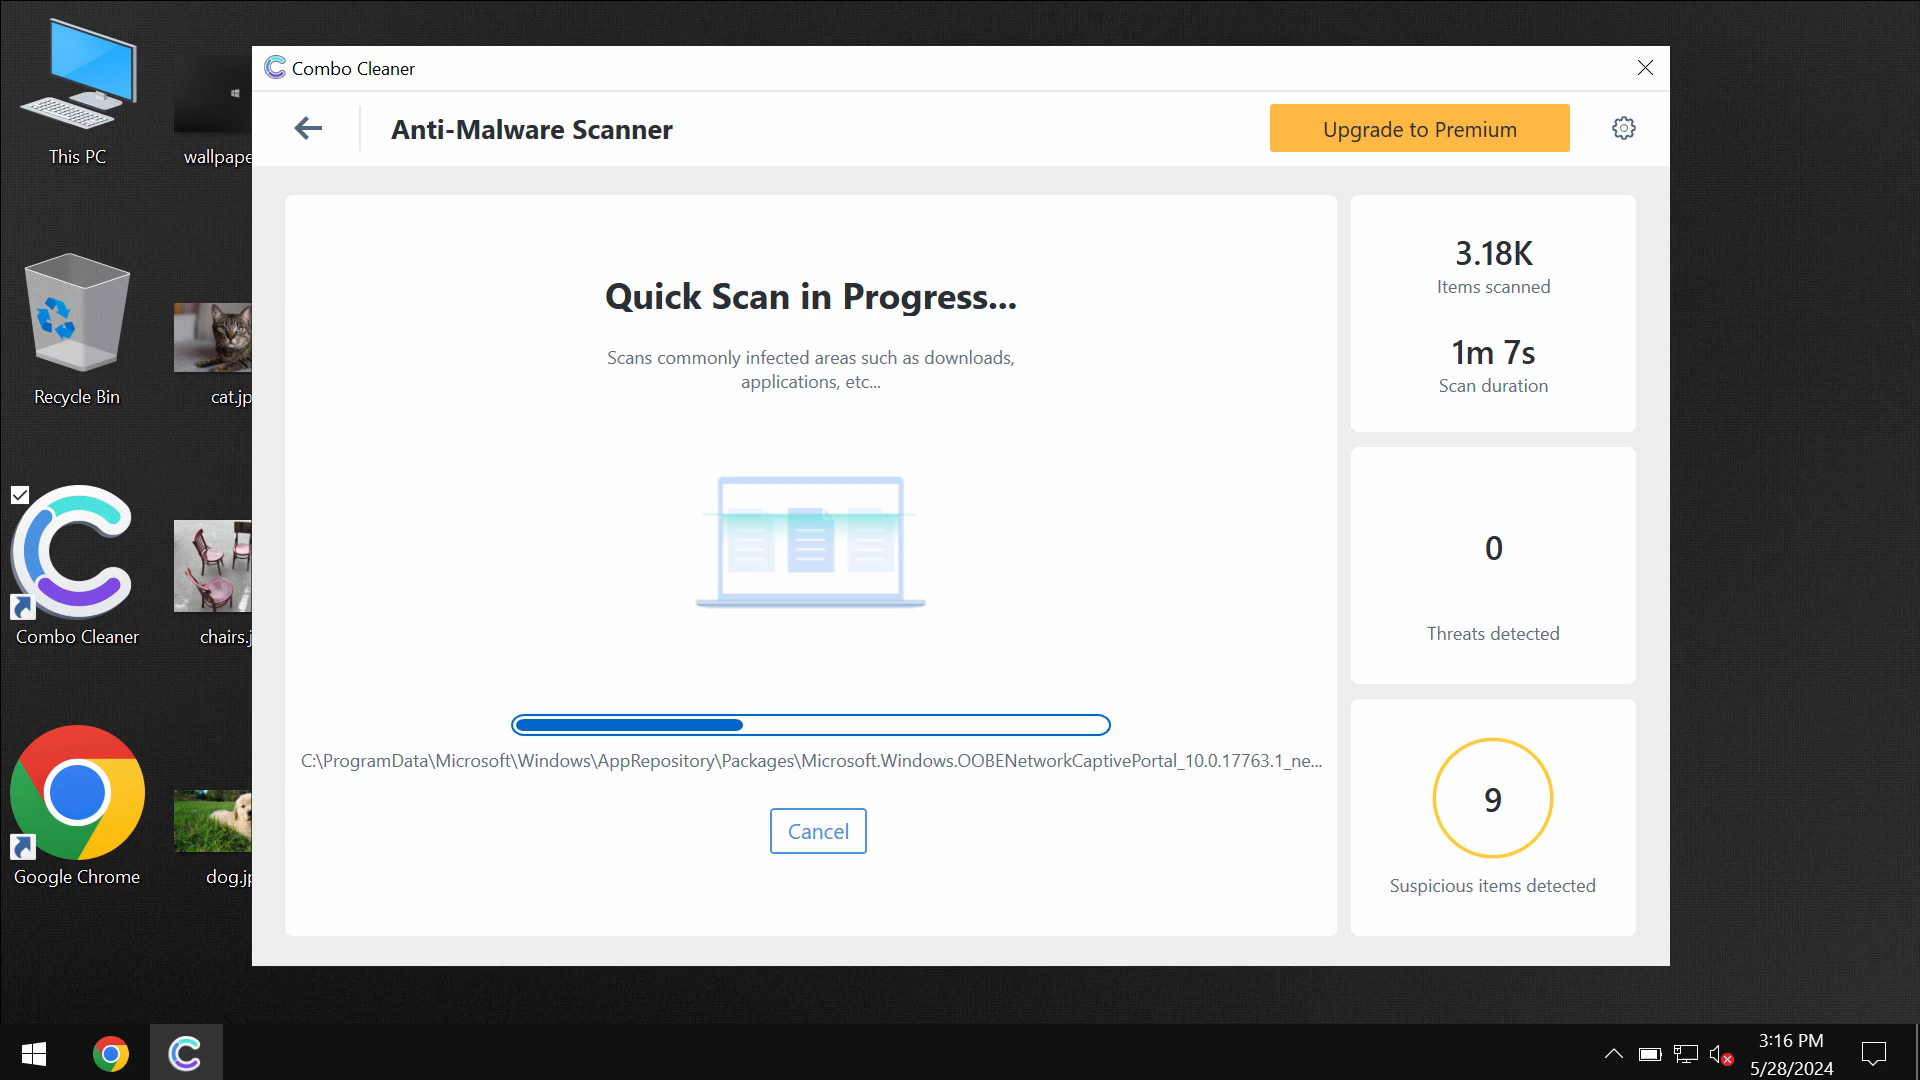 This PC
wallpape
Recycle Bin
cat.jp
Combo Cleaner
chairs.j
Google Chrome
dog.jp
Combo Cleaner
Anti-Malware Scanner
Upgrade to Premium
Quick Scan in Progress...
Scans commonly infected areas such as downloads,
applications, etc...
C:\ProgramData\Microsoft\Windows\AppRepository\Packages\Microsoft.Windows.OOBENetworkCaptivePortal_10.0.17763.1_ne...
Cancel
3.18K
Items scanned
1m 7s
Scan duration
0
Threats detected
9
Suspicious items detected
3:16 PM
5/28/2024